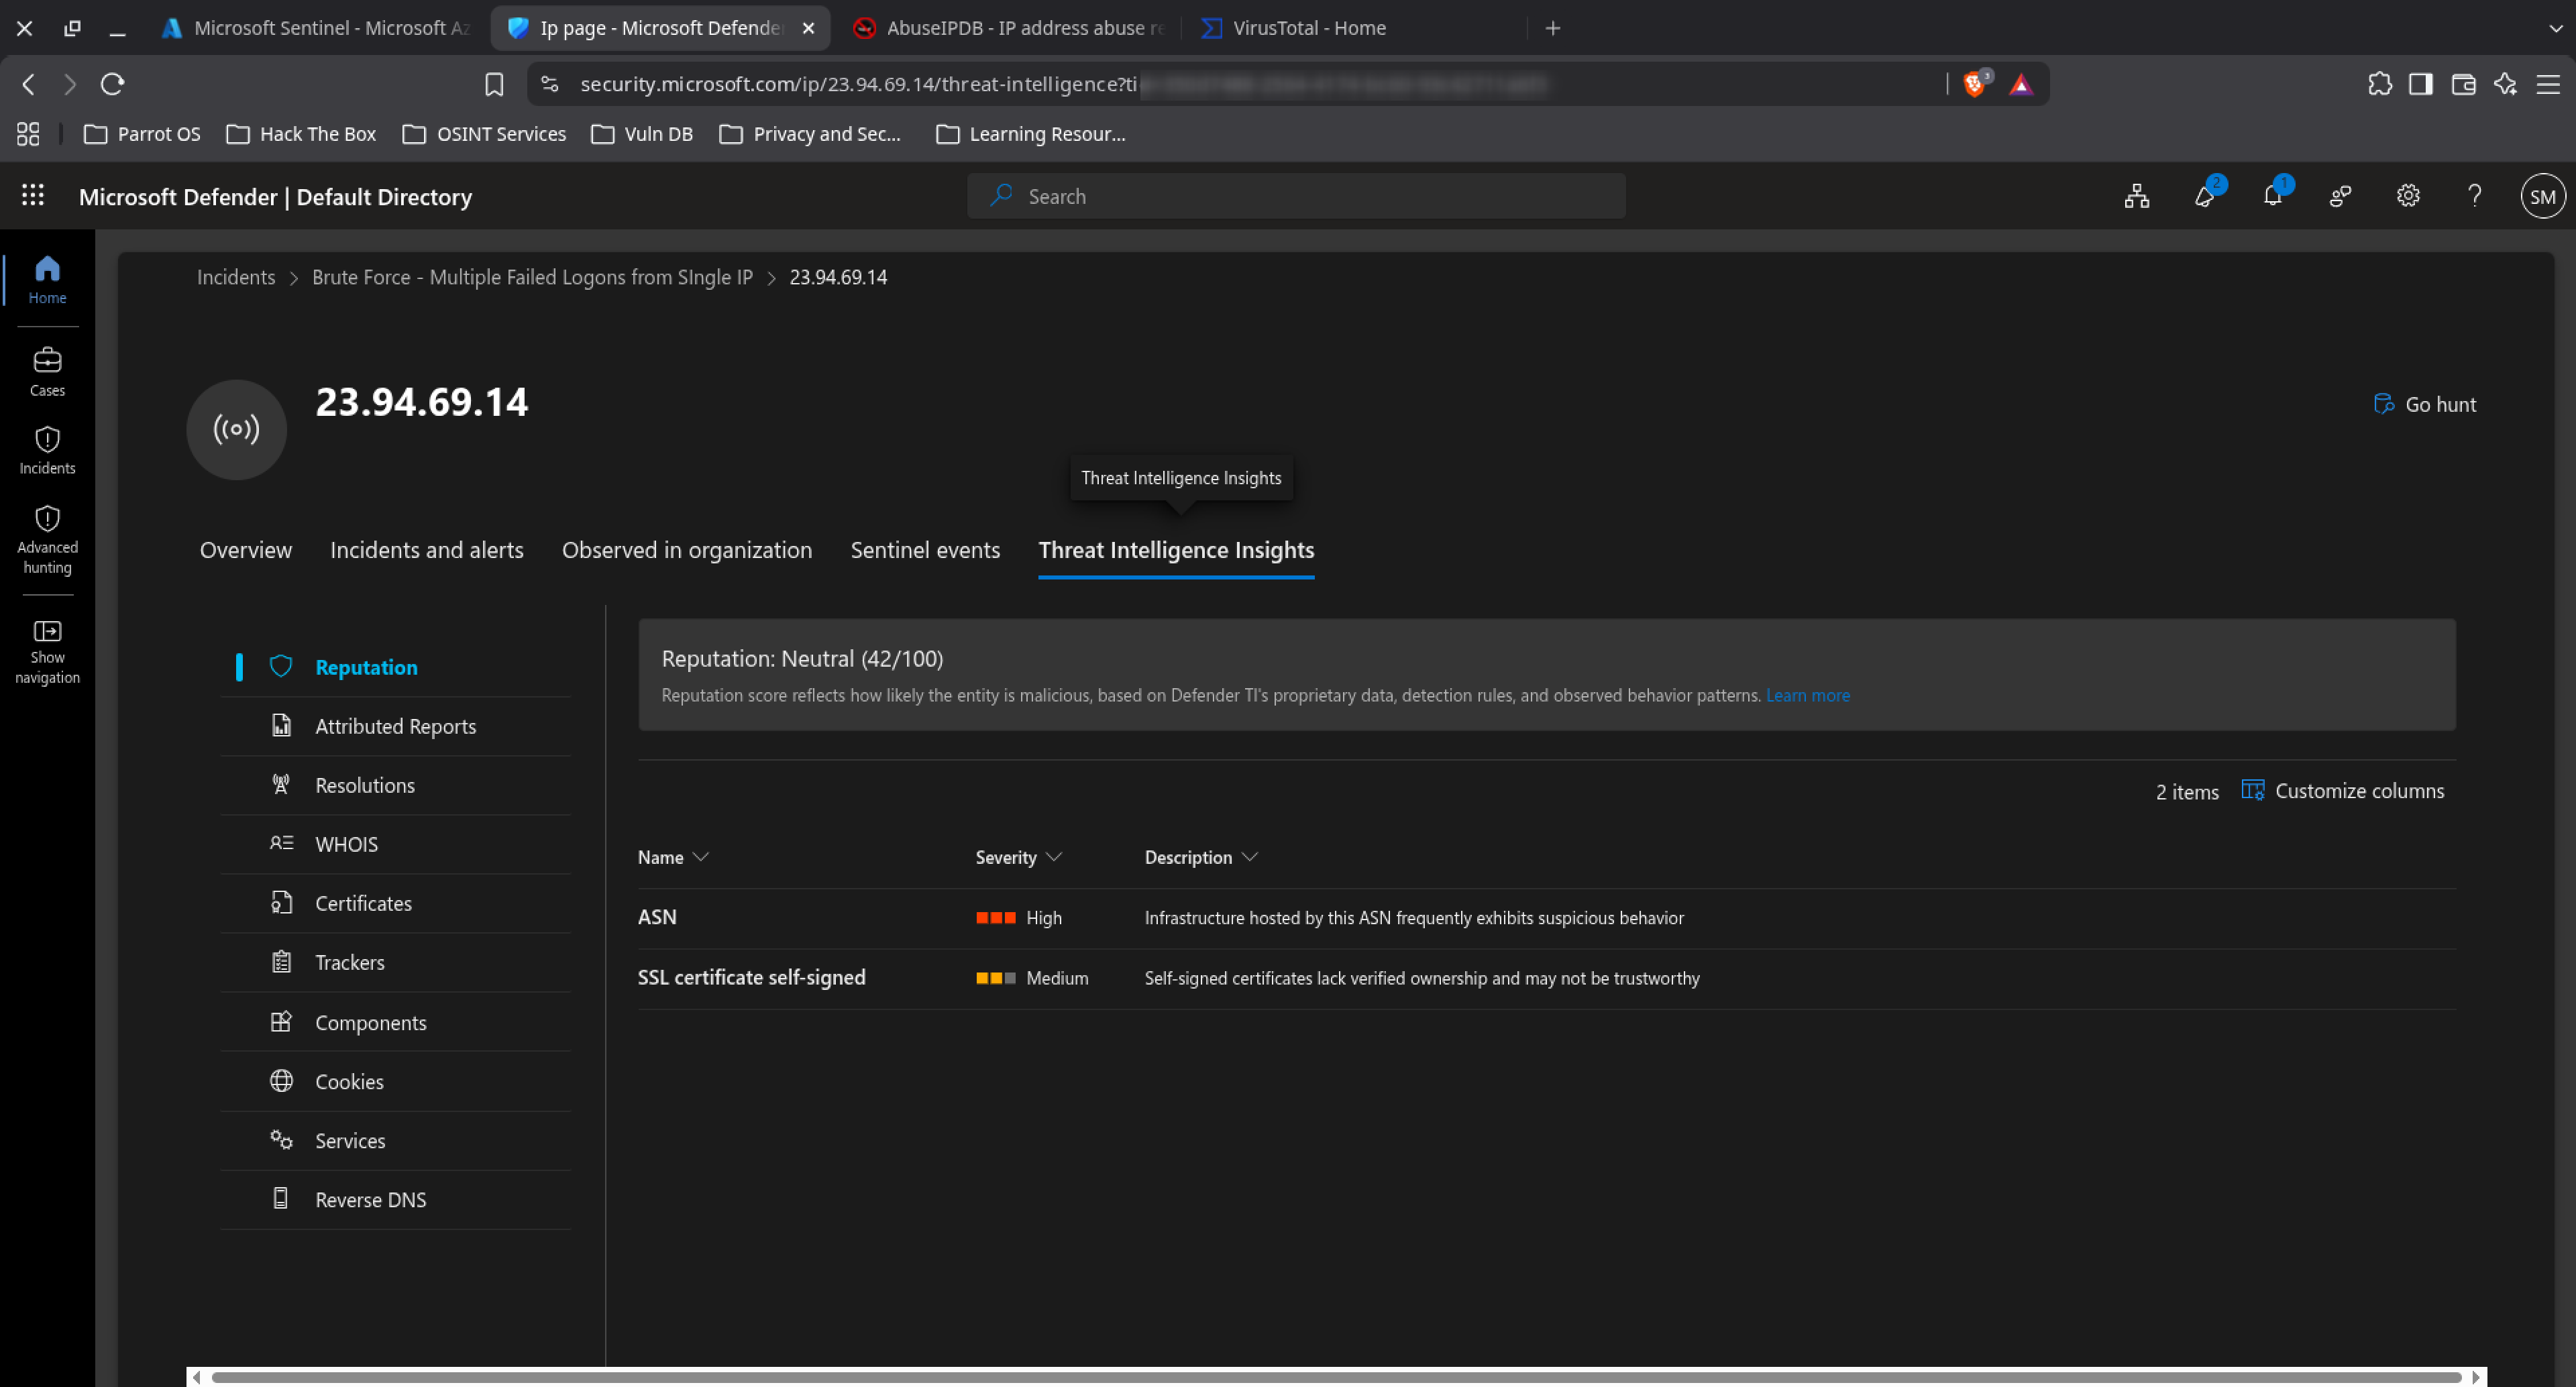 Microsoft Sentinel - Microsoft Az
Ip page - Microsoft Defende
AbuseIPDB - IP address abuse re
VirusTotal - Home
security.microsoft.com/ip/23.94.69.14/threat-intelligence?ti
3
Parrot OS
Hack The Box
OSINT Services
Vuln DB
Privacy and Sec...
Learning Resour...
Microsoft Defender | Default Directory
Search
2
1
SM
Home
Cases
Incidents
Advanced
hunting
Show
navigation
Incidents > Brute Force - Multiple Failed Logons from SIngle IP > 23.94.69.14
23.94.69.14
Go hunt
Threat Intelligence Insights
Overview
Incidents and alerts
Observed in organization
Sentinel events
Threat Intelligence Insights
Reputation
Attributed Reports
Resolutions
WHOIS
Certificates
Trackers
Components
Cookies
Services
Reverse DNS
Reputation: Neutral (42/100)
Reputation score reflects how likely the entity is malicious, based on Defender TI's proprietary data, detection rules, and observed behavior patterns. Learn more
2 items
Customize columns
Name
Severity
Description
ASN
High
Infrastructure hosted by this ASN frequently exhibits suspicious behavior
SSL certificate self-signed
Medium
Self-signed certificates lack verified ownership and may not be trustworthy